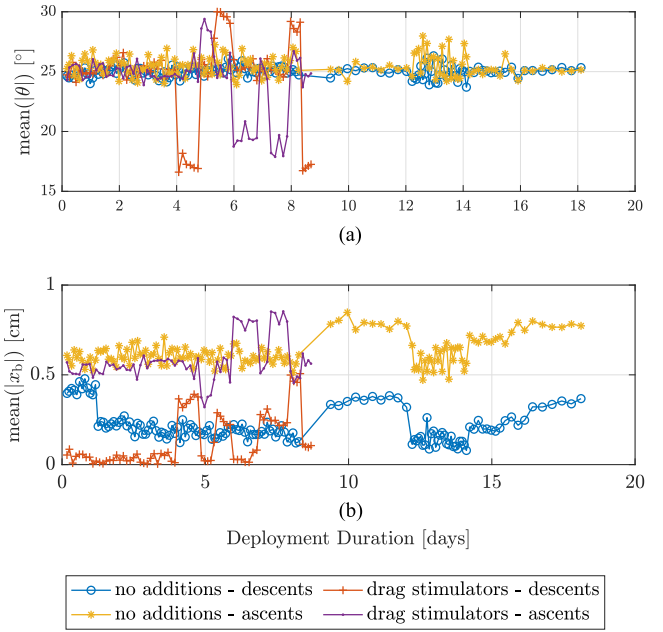 30
25
20
15
mean(|θ|) [°]
0 2 4 6 8 10 12 14 16 18 20
(a)
1
0.5
0
mean(|x_b|) [cm]
0 5 10 15 20
(b)
Deployment Duration [days]
no additions - descents
drag stimulators - descents
no additions - ascents
drag stimulators - ascents